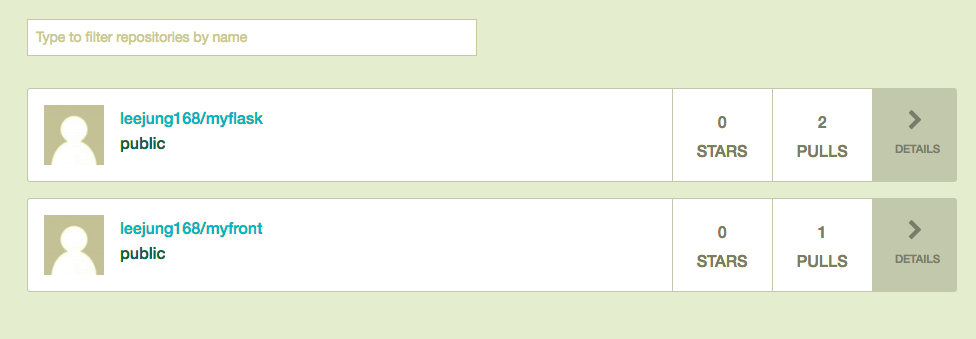 Type to filter repositories by name
leejung168/myflask
public
0
STARS
2
PULLS
DETAILS
leejung168/myfront
public
0
STARS
1
PULLS
DETAILS